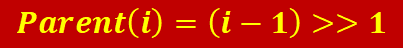 Parent(i) = (i − 1) >> 1